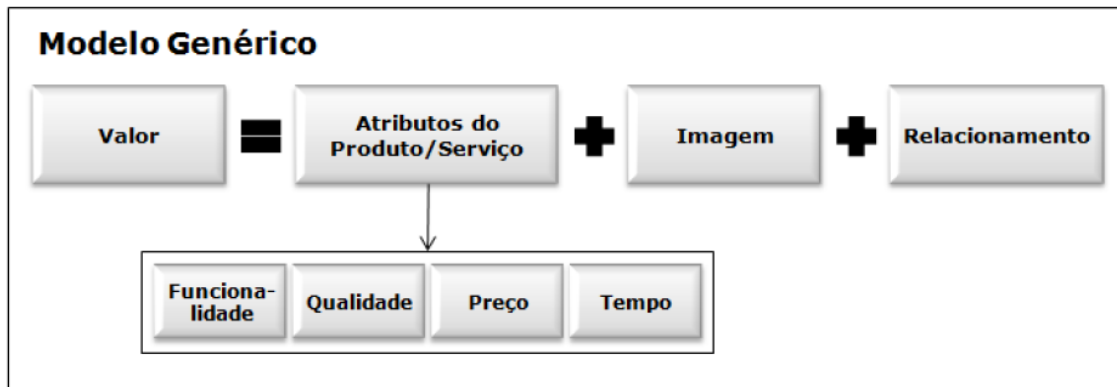 Modelo Genérico
Valor
Atributos do
Produto/Serviço
Imagem
Relacionamento
Funciona-
lidade
Qualidade
Preço
Tempo